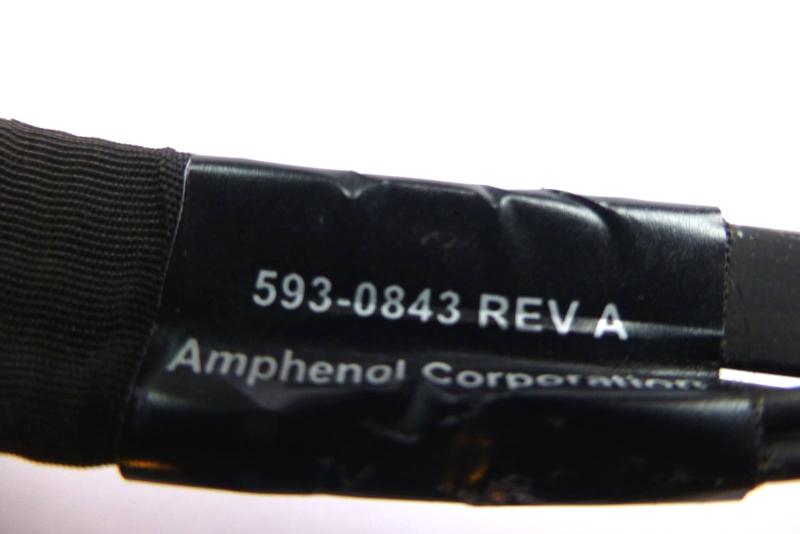 593-0843 REV A
Amphenol Corporation